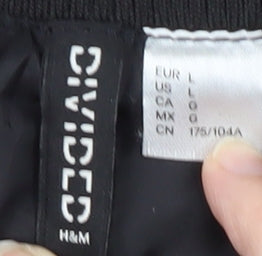 DIVIDED
H&M
EUR L
US L
CA G
MX G
CN 175/104A